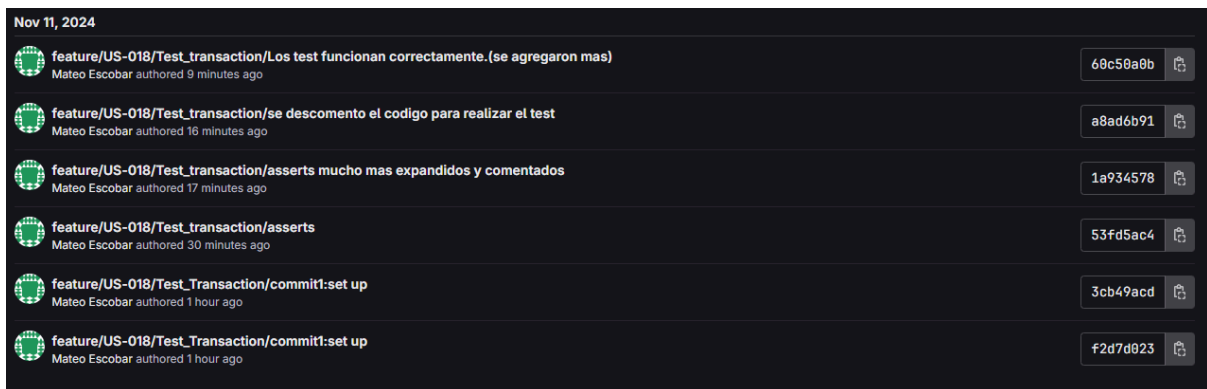 Nov 11, 2024
feature/US-018/Test_transaction/Los test funcionan correctamente.(se agregaron mas)
Mateo Escobar authored 9 minutes ago
60c50a0b
feature/US-018/Test_transaction/se descomento el codigo para realizar el test
Mateo Escobar authored 16 minutes ago
a8ad6b91
feature/US-018/Test_transaction/asserts mucho mas expandidos y comentados
Mateo Escobar authored 17 minutes ago
1a934578
feature/US-018/Test_transaction/asserts
Mateo Escobar authored 30 minutes ago
53fd5ac4
feature/US-018/Test_Transaction/commit1:set up
Mateo Escobar authored 1 hour ago
3cb49acd
feature/US-018/Test_Transaction/commit1:set up
Mateo Escobar authored 1 hour ago
f2d7d023